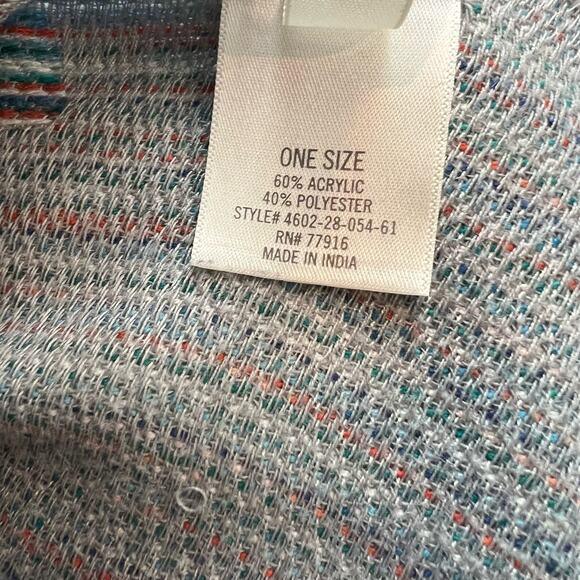 ONE SIZE
60% ACRYLIC
40% POLYESTER
STYLE# 4602-28-054-61
RN# 77916
MADE IN INDIA